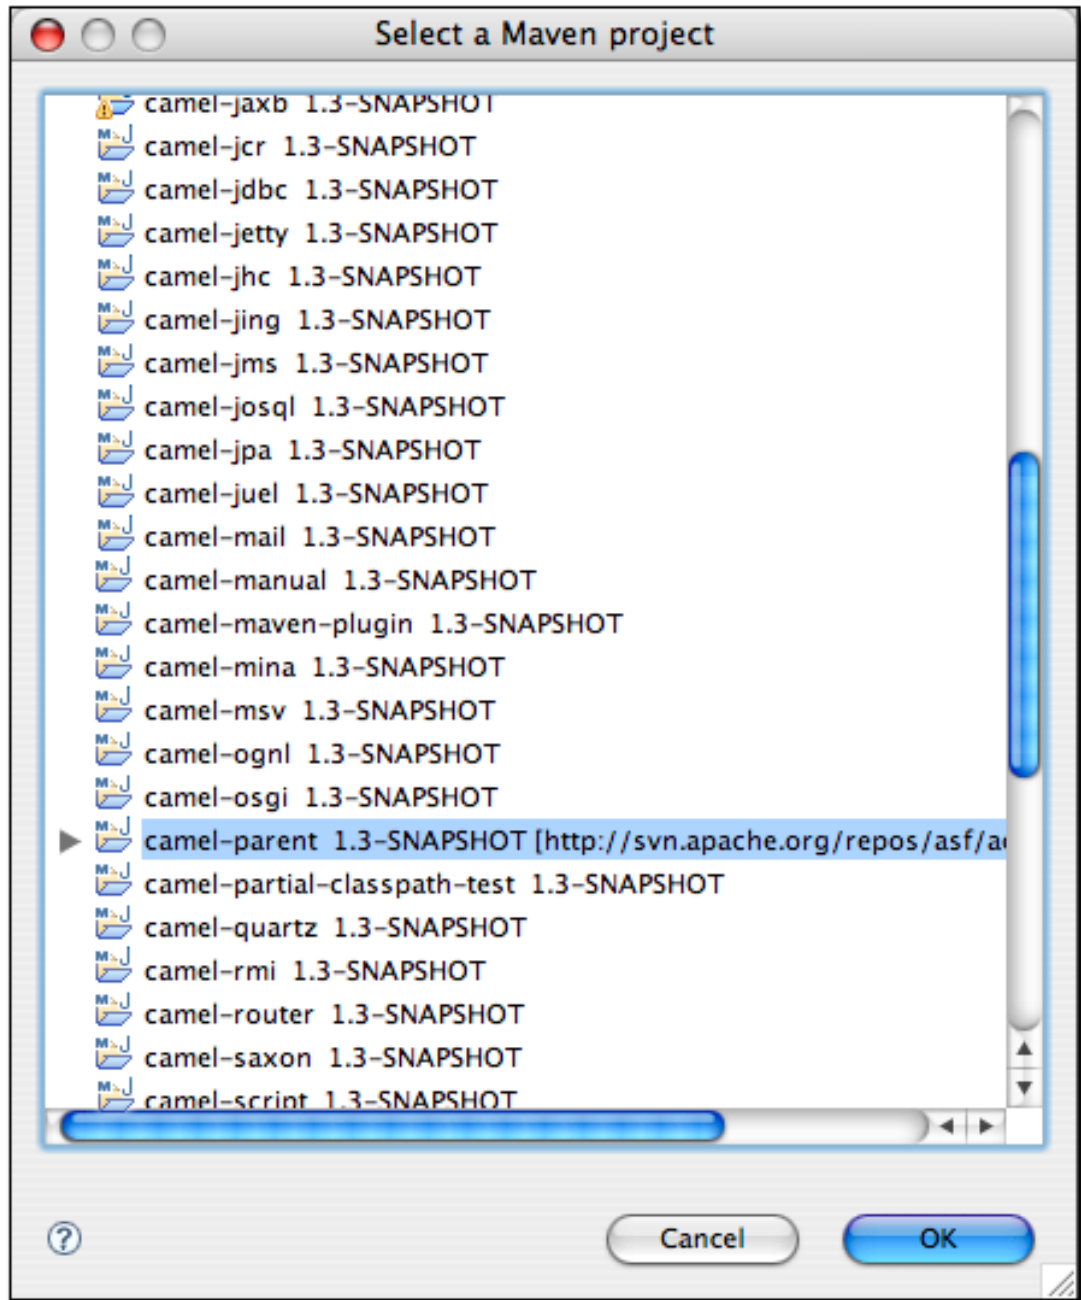 Select a Maven project
camel-jaxb 1.3-SNAPSHOT
camel-jcr 1.3-SNAPSHOT
camel-jdbc 1.3-SNAPSHOT
camel-jetty 1.3-SNAPSHOT
camel-jhc 1.3-SNAPSHOT
camel-jing 1.3-SNAPSHOT
camel-jms 1.3-SNAPSHOT
camel-josql 1.3-SNAPSHOT
camel-jpa 1.3-SNAPSHOT
camel-juel 1.3-SNAPSHOT
camel-mail 1.3-SNAPSHOT
camel-manual 1.3-SNAPSHOT
camel-maven-plugin 1.3-SNAPSHOT
camel-mina 1.3-SNAPSHOT
camel-msv 1.3-SNAPSHOT
camel-ognl 1.3-SNAPSHOT
camel-osgi 1.3-SNAPSHOT
camel-parent 1.3-SNAPSHOT [http://svn.apache.org/repos/asf/a
camel-partial-classpath-test 1.3-SNAPSHOT
camel-quartz 1.3-SNAPSHOT
camel-rmi 1.3-SNAPSHOT
camel-router 1.3-SNAPSHOT
camel-saxon 1.3-SNAPSHOT
camel-script 1.3-SNAPSHOT
? Cancel OK